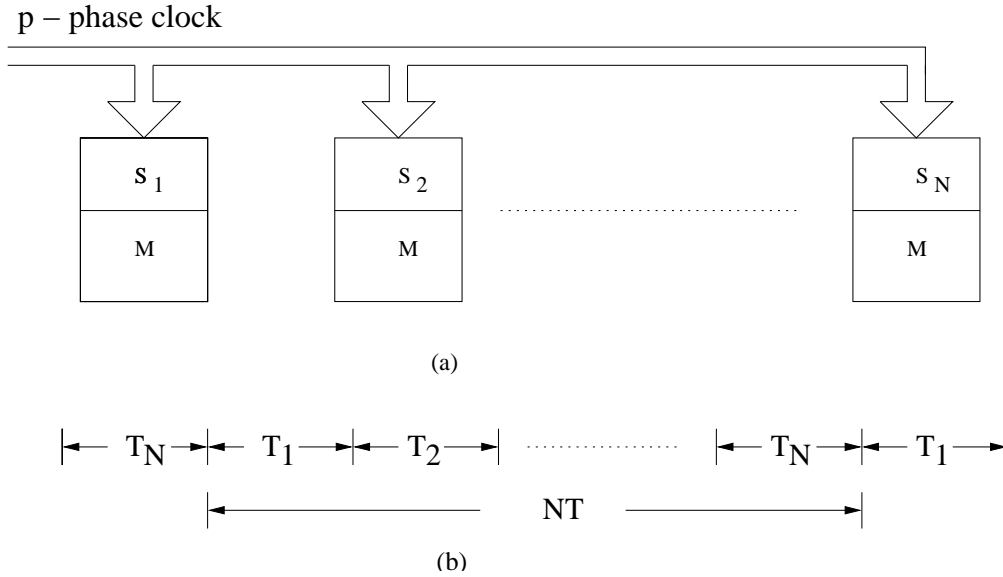 p – phase clock
S 1 S 2 S N
M M M
(a)
T N T 1 T 2 T N T 1
NT
(b)